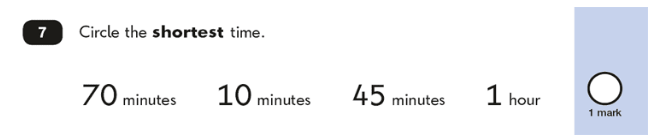 7 Circle the shortest time.
70 minutes 10 minutes 45 minutes 1 hour
1 mark